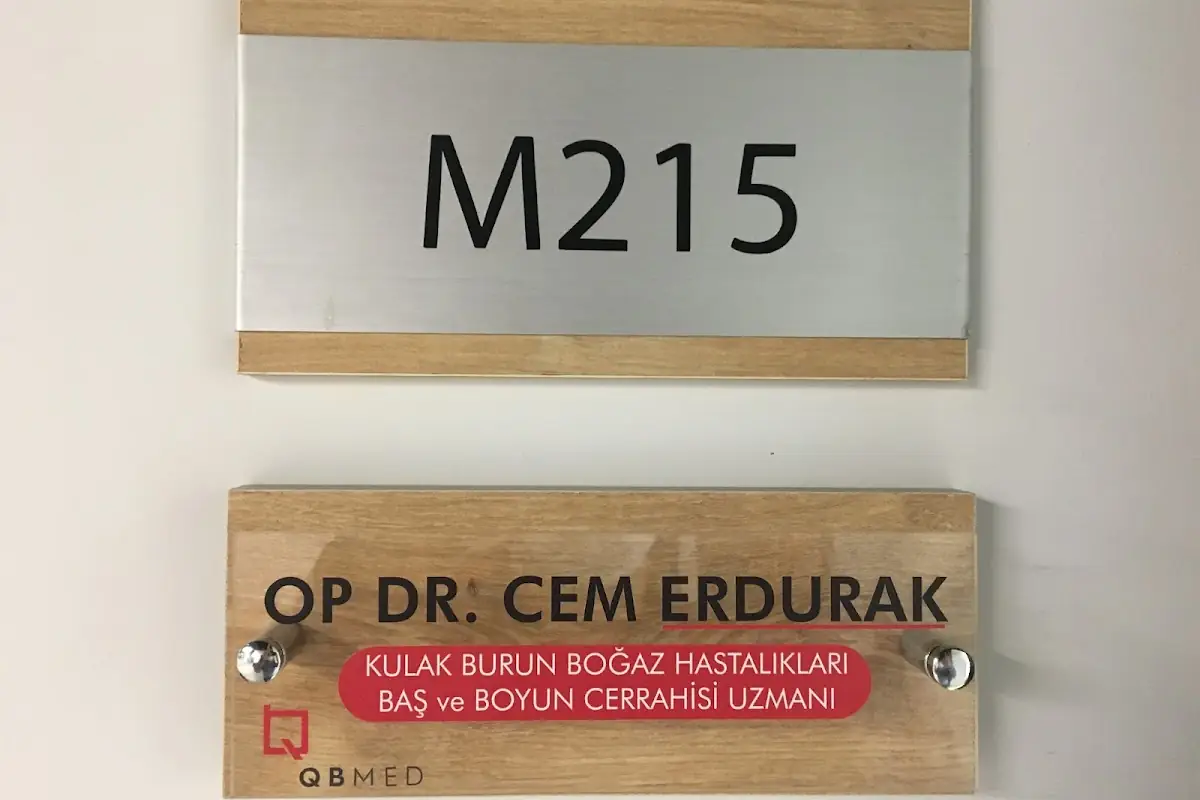 M215
OP DR. CEM ERDURAK
KULAK BURUN BOĞAZ HASTALIKLARI
BAŞ ve BOYUN CERRAHİSİ UZMANI
QBMED